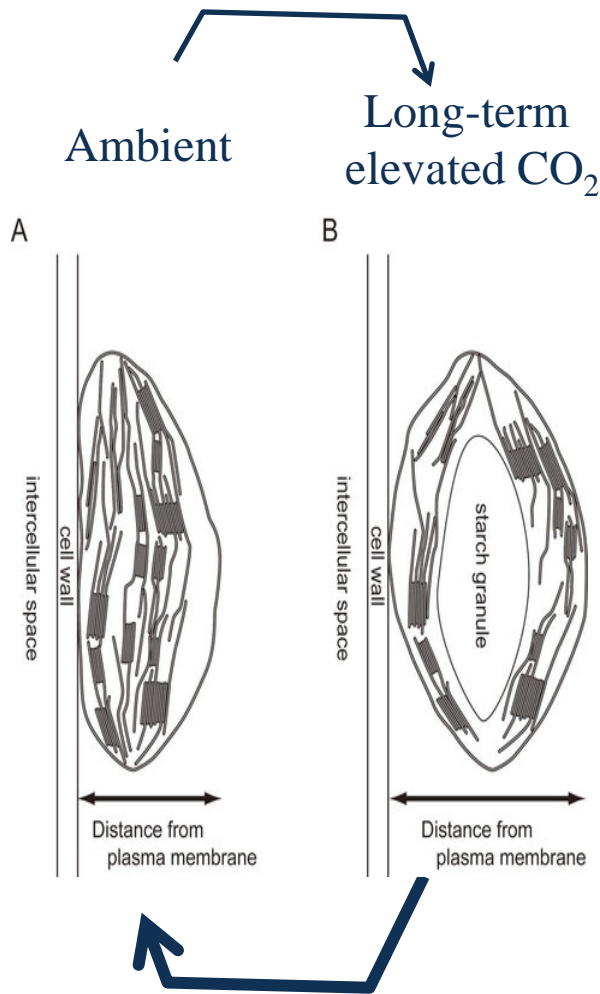 Ambient
Long-term
elevated CO₂
A
B
intercellular space
cell wall
intercellular space
cell wall
starch granule
Distance from
plasma membrane
Distance from
plasma membrane